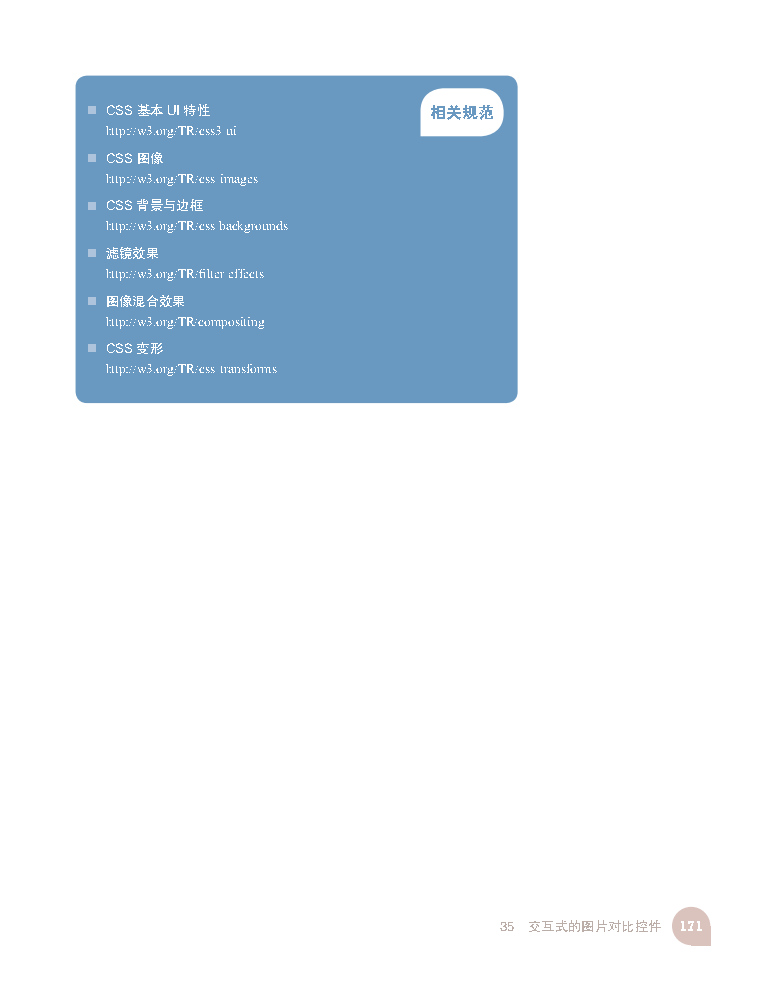 相关规范
CSS 基本 UI 特性
http://w3.org/TR/css3-ui
CSS 图像
http://w3.org/TR/css-images
CSS 背景与边框
http://w3.org/TR/css-backgrounds
滤镜效果
http://w3.org/TR/filter-effects
图像混合效果
http://w3.org/TR/compositing
CSS 变形
http://w3.org/TR/css-transforms
35 交互式的图片对比控件 171